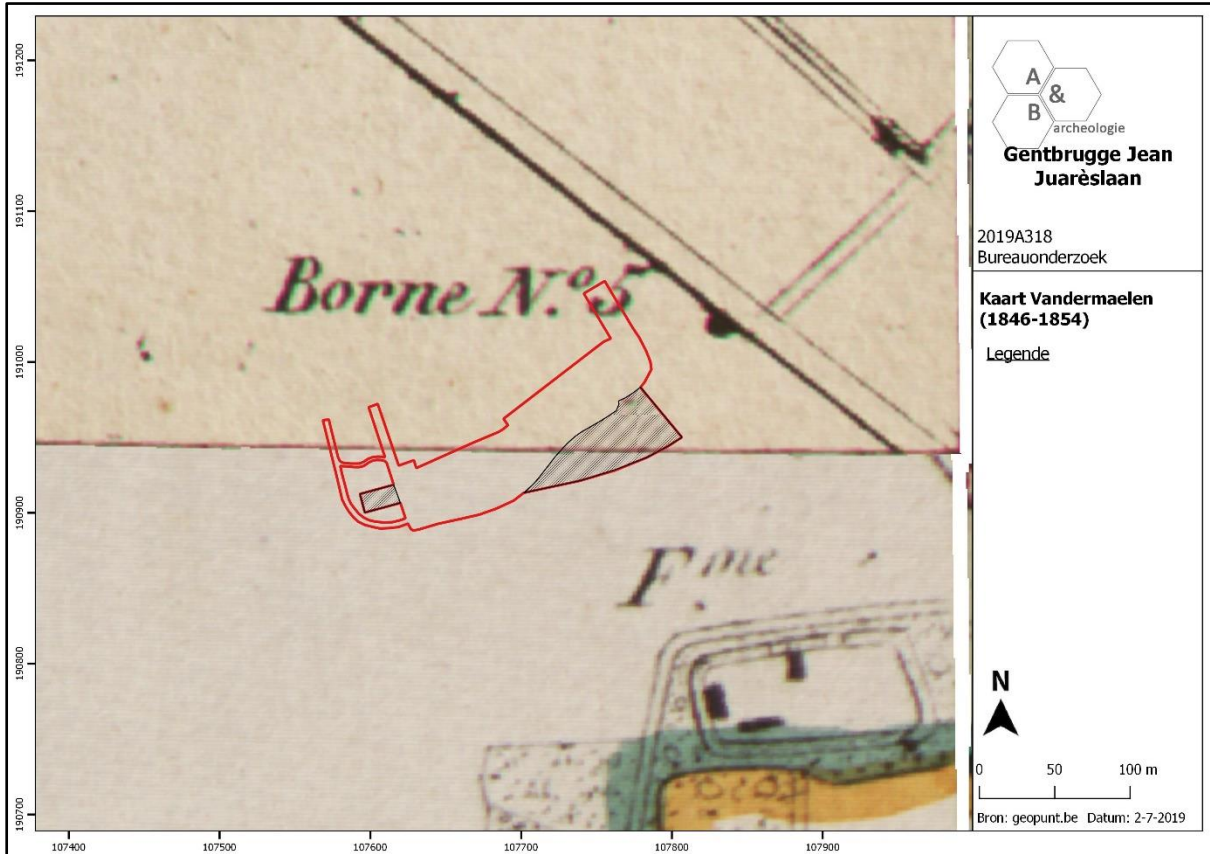 191200
191100
191000
190900
190800
190700
107400
107500
107600
107700
107800
107900
Borne N.º 5
F.me
A
&
B
archeologie
Gentbrugge Jean
Juarèslaan
2019A318
Bureauonderzoek
Kaart Vandermaelen
(1846-1854)
Legende
N
0 50 100 m
Bron: geopunt.be Datum: 2-7-2019